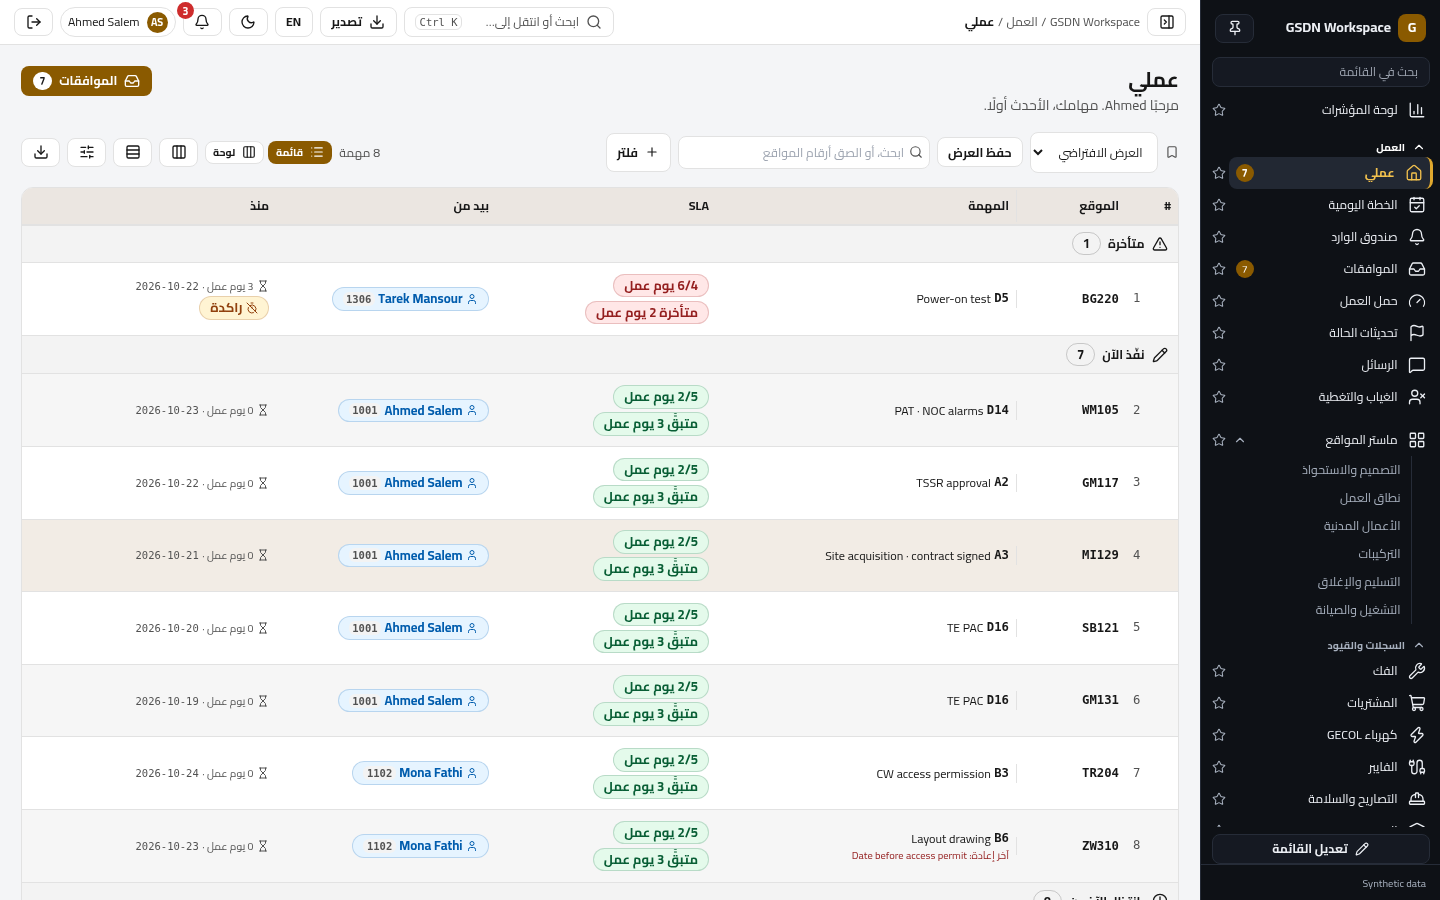 G GSDN Workspace
بحث في القائمة
لوحة المؤشرات
العمل
عملي 7
الخطة اليومية
صندوق الوارد
الموافقات 7
حمل العمل
تحديثات الحالة
الرسائل
الغياب والتغطية
ماستر المواقع
التصميم والاستحواذ
نطاق العمل
الأعمال المدنية
التركيبات
التسليم والإغلاق
التشغيل والصيانة
السجلات والقيود
الفك
المشتريات
كهرباء GECOL
الفايبر
التصاريح والسلامة
تعديل القائمة
Synthetic data
GSDN Workspace / العمل / عملي
ابحث أو انتقل إلى... Ctrl K
تصدير
EN
3
AS Ahmed Salem
عملي
مرحبًا Ahmed. مهامك، الأحدث أولًا.
الموافقات 7
العرض الافتراضي
حفظ العرض
ابحث، أو الصق أرقام المواقع
فلتر
8 مهمة
قائمة
لوحة
# الموقع المهمة SLA بيد من منذ
متأخرة 1
1 BG220 D5 Power-on test 6/4 يوم عمل متأخرة 2 يوم عمل Tarek Mansour 1306 3 يوم عمل · 2026-10-22 راكدة
نفّذ الآن 7
2 WM105 D14 PAT · NOC alarms 2/5 يوم عمل متبقٍّ 3 يوم عمل Ahmed Salem 1001 0 يوم عمل · 2026-10-23
3 GM117 A2 TSSR approval 2/5 يوم عمل متبقٍّ 3 يوم عمل Ahmed Salem 1001 0 يوم عمل · 2026-10-22
4 MI129 A3 Site acquisition · contract signed 2/5 يوم عمل متبقٍّ 3 يوم عمل Ahmed Salem 1001 0 يوم عمل · 2026-10-21
5 SB121 D16 TE PAC 2/5 يوم عمل متبقٍّ 3 يوم عمل Ahmed Salem 1001 0 يوم عمل · 2026-10-20
6 GM131 D16 TE PAC 2/5 يوم عمل متبقٍّ 3 يوم عمل Ahmed Salem 1001 0 يوم عمل · 2026-10-19
7 TR204 B3 CW access permission 2/5 يوم عمل متبقٍّ 3 يوم عمل Mona Fathi 1102 0 يوم عمل · 2026-10-24
8 ZW310 B6 Layout drawing آخر إعادة: Date before access permit 2/5 يوم عمل متبقٍّ 3 يوم عمل Mona Fathi 1102 0 يوم عمل · 2026-10-23